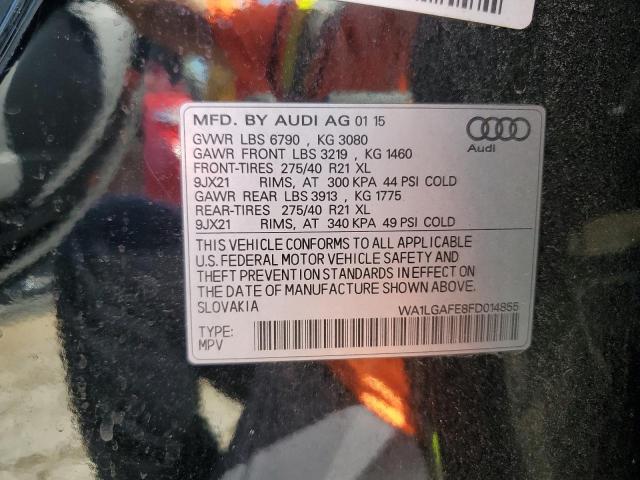 MFD. BY AUDI AG 01 15
GVWR LBS 6790 , KG 3080
GAWR FRONT LBS 3219 , KG 1460
FRONT-TIRES 275/40 R21 XL
9JX21 RIMS, AT 300 KPA 44 PSI COLD
GAWR REAR LBS 3913 , KG 1775
REAR-TIRES 275/40 R21 XL
9JX21 RIMS, AT 340 KPA 49 PSI COLD
Audi
THIS VEHICLE CONFORMS TO ALL APPLICABLE
U.S. FEDERAL MOTOR VEHICLE SAFETY AND
THEFT PREVENTION STANDARDS IN EFFECT ON
THE DATE OF MANUFACTURE SHOWN ABOVE.
SLOVAKIA WA1LGAFE8FD014855
TYPE:
MPV